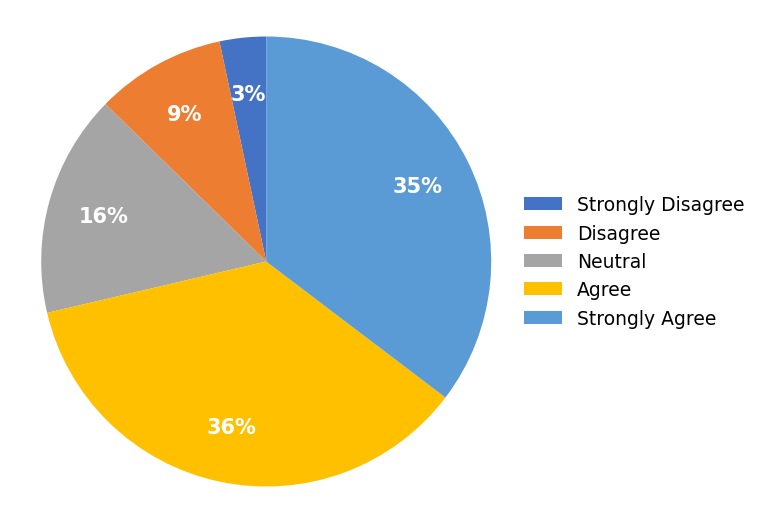 3%
9%
35%
16%
36%
Strongly Disagree
Disagree
Neutral
Agree
Strongly Agree